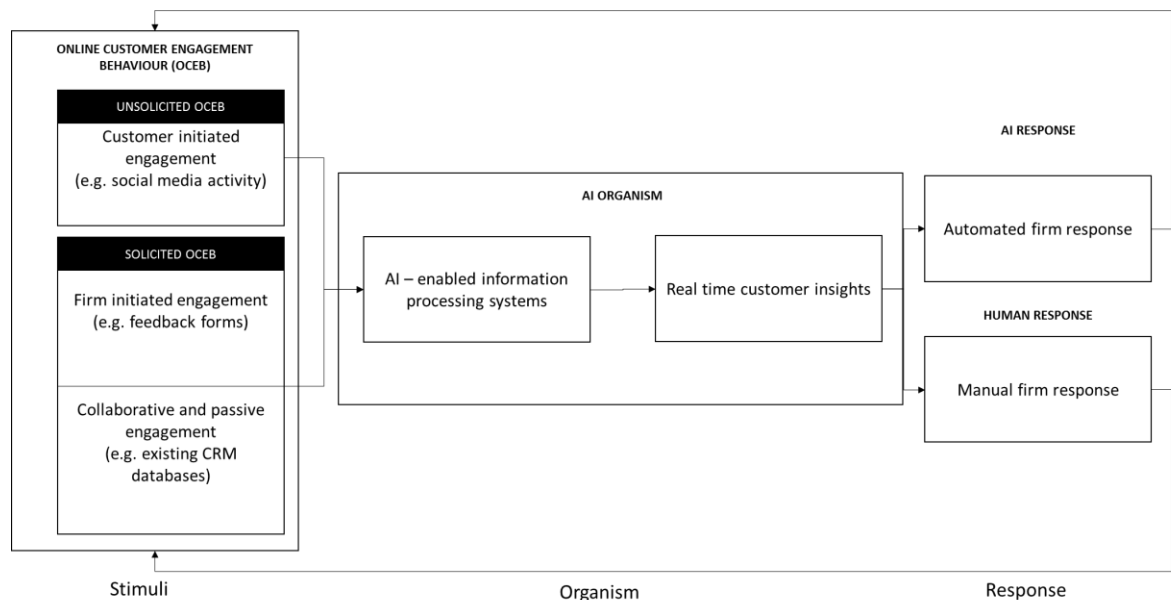 ONLINE CUSTOMER ENGAGEMENT
BEHAVIOUR (OCEB)
UNSOLICITED OCEB
Customer initiated
engagement
(e.g. social media activity)
SOLICITED OCEB
Firm initiated engagement
(e.g. feedback forms)
Collaborative and passive
engagement
(e.g. existing CRM
databases)
AI ORGANISM
AI – enabled information
processing systems
Real time customer insights
AI RESPONSE
Automated firm response
HUMAN RESPONSE
Manual firm response
Stimuli
Organism
Response